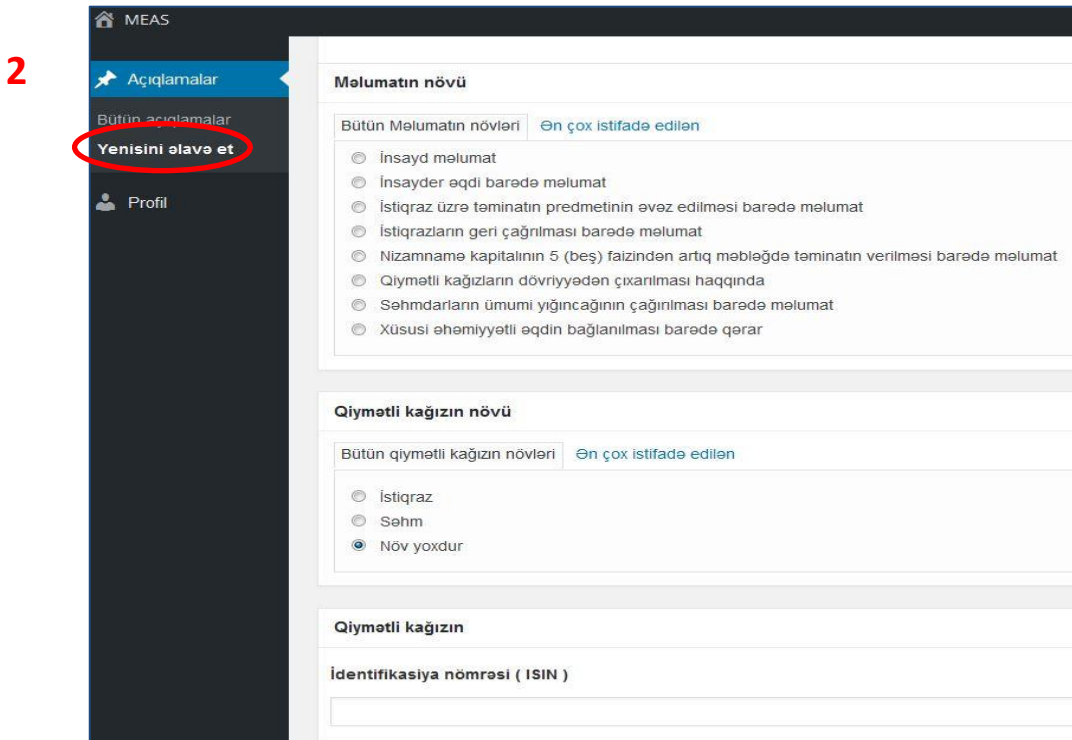 MEAS
2
Açıqlamalar
Bütün açıqlamalar
Yenisini əlavə et
Profil
Məlumatın növü
Bütün Məlumatın növləri Ən çox istifadə edilən
İnsayd məlumat
İnsayder əqdi barədə məlumat
İstiqraz üzrə təminatın predmetinin əvəz edilməsi barədə məlumat
İstiqrazların geri çağrılması barədə məlumat
Nizamnamə kapitalının 5 (beş) faizindən artıq məbləğdə təminatın verilməsi barədə məlumat
Qiymətli kağızların dövriyyədən çıxarılması haqqında
Səhmdarların ümumi yığıncağının çağırılması barədə məlumat
Xüsusi əhəmiyyətli əqdin bağlanılması barədə qərar
Qiymətli kağızın növü
Bütün qiymətli kağızın növləri Ən çox istifadə edilən
İstiqraz
Səhm
Növ yoxdur
Qiymətli kağızın
İdentifikasiya nömrəsi ( ISIN )